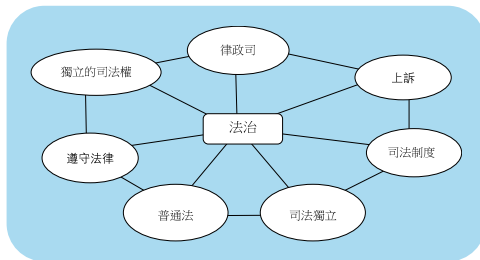 律政司
獨立的司法權
上訴
法治
遵守法律
司法制度
普通法
司法獨立